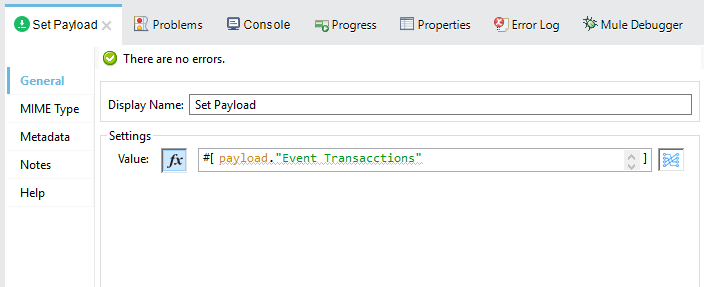 Set Payload Problems Console Progress Properties Error Log Mule Debugger
There are no errors.
General
MIME Type
Metadata
Notes
Help
Display Name: Set Payload
Settings
Value: fx #[ payload."Event Transacctions" ]